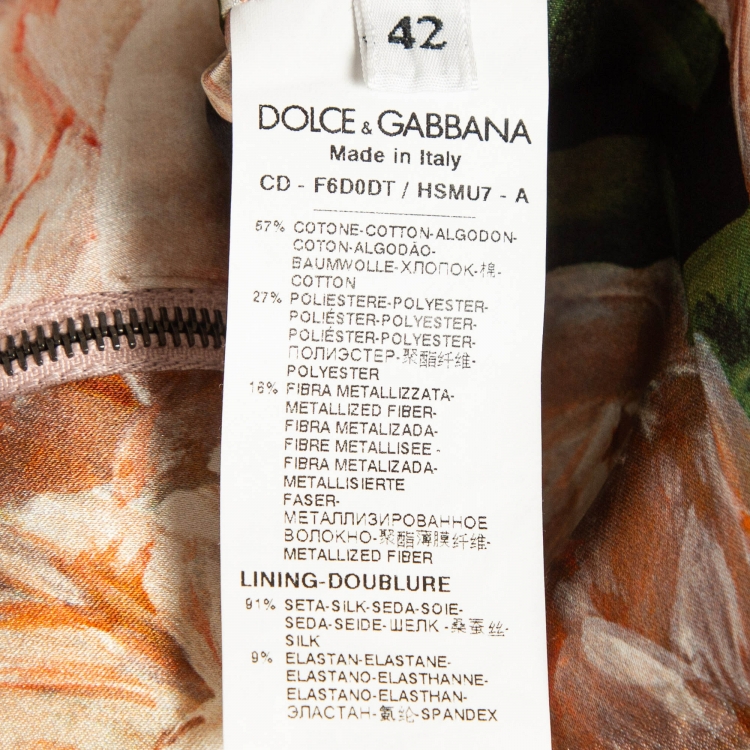 42
DOLCE & GABBANA
Made in Italy
CD - F6D0DT / HSMU7 - A
57% COTONE-COTTON-ALGODON-
COTON-ALGODÃO-
BAUMWOLLE-ХЛОПОК-棉-
COTTON
27% POLIESTERE-POLYESTER-
POLIÉSTER-POLYESTER-
POLIÉSTER-POLYESTER-
ПОЛИЭСТЕР-聚酯纤维-
POLYESTER
16% FIBRA METALLIZZATA-
METALLIZED FIBER-
FIBRA METALIZADA-
FIBRE METALLISEE -
FIBRA METALIZADA-
METALLISIERTE
FASER-
МЕТАЛЛИЗИРОВАННОЕ
ВОЛОКНО-聚酯薄膜纤维-
METALLIZED FIBER
LINING-DOUBLURE
91% SETA-SILK-SEDA-SOIE-
SEDA-SEIDE-ШЕЛК -桑蚕丝-
SILK
9% ELASTAN-ELASTANE-
ELASTANO-ELASTHANNE-
ELASTANO-ELASTHAN-
ЭЛАСТАН-氨纶-SPANDEX